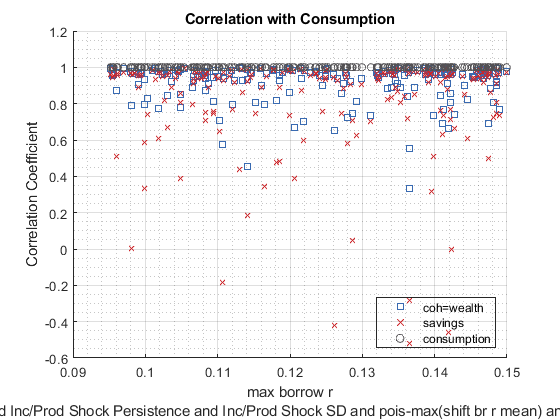 Correlation with Consumption
1.2
1
0.8
0.6
0.4
0.2
0
-0.2
-0.4
-0.6
Correlation Coefficient
coh=wealth
savings
consumption
0.09
0.1
0.11
0.12
0.13
0.14
0.15
max borrow r
d Inc/Prod Shock Persistence and Inc/Prod Shock SD and pois-max(shift br r mean) a